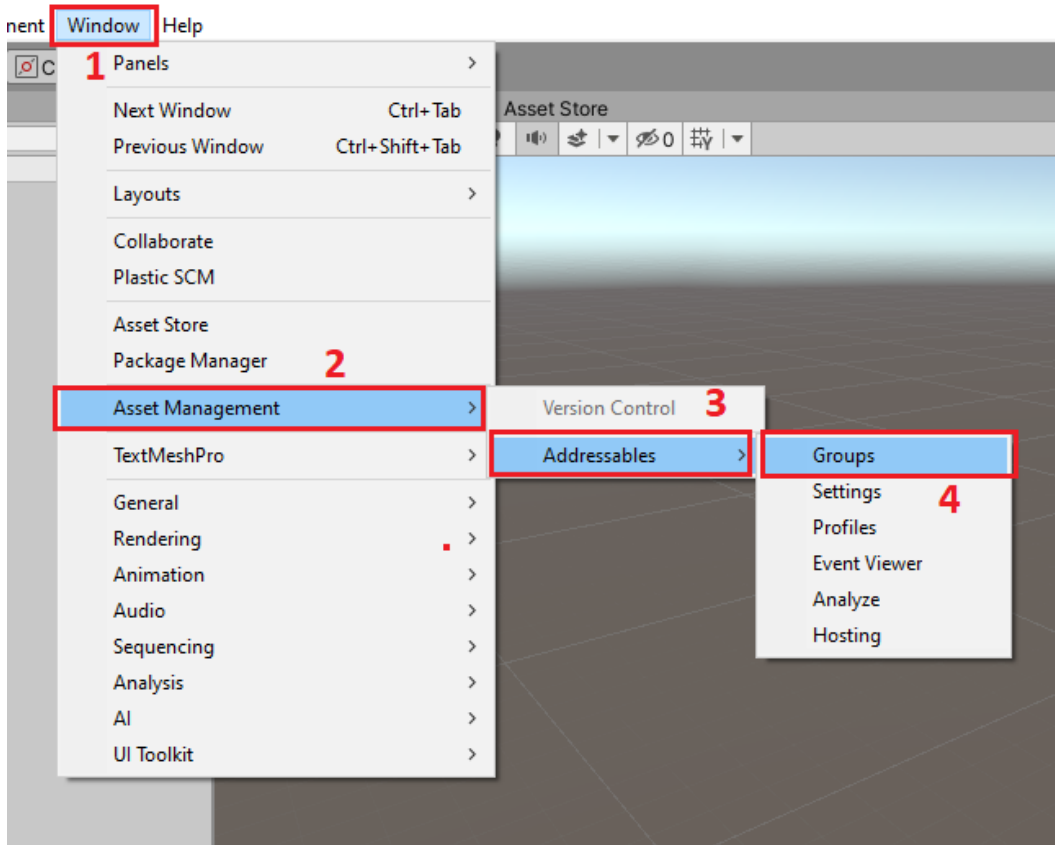 nent Window Help
1
C
Panels
Next Window Ctrl+Tab
Previous Window Ctrl+Shift+Tab
Asset Store
0
Layouts
Collaborate
Plastic SCM
Asset Store
Package Manager
2
Asset Management
Version Control
3
TextMeshPro
Addressables
Groups
4
Settings
Profiles
Event Viewer
Analyze
Hosting
General
Rendering
Animation
Audio
Sequencing
Analysis
AI
UI Toolkit